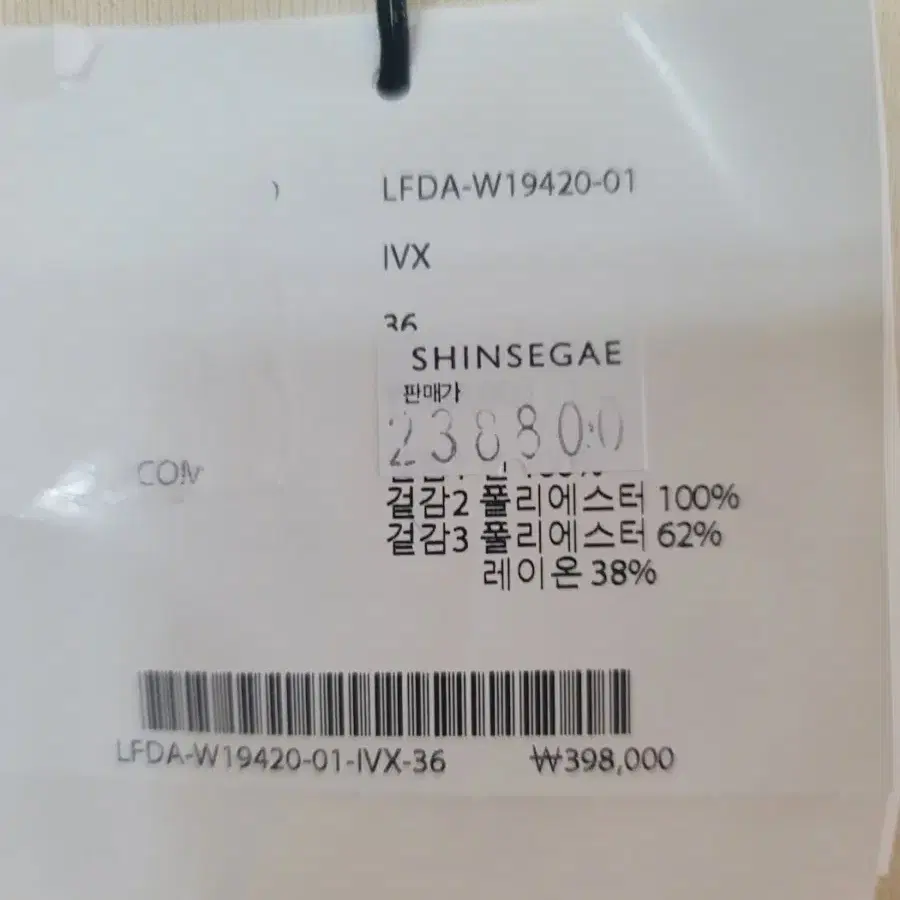 LFDA-W19420-01
IVX
36
SHINSEGAE
판매가
238800
COM
겉감2 폴리에스터 100%
겉감3 폴리에스터 62%
레이온 38%
LFDA-W19420-01-IVX-36 ₩398,000